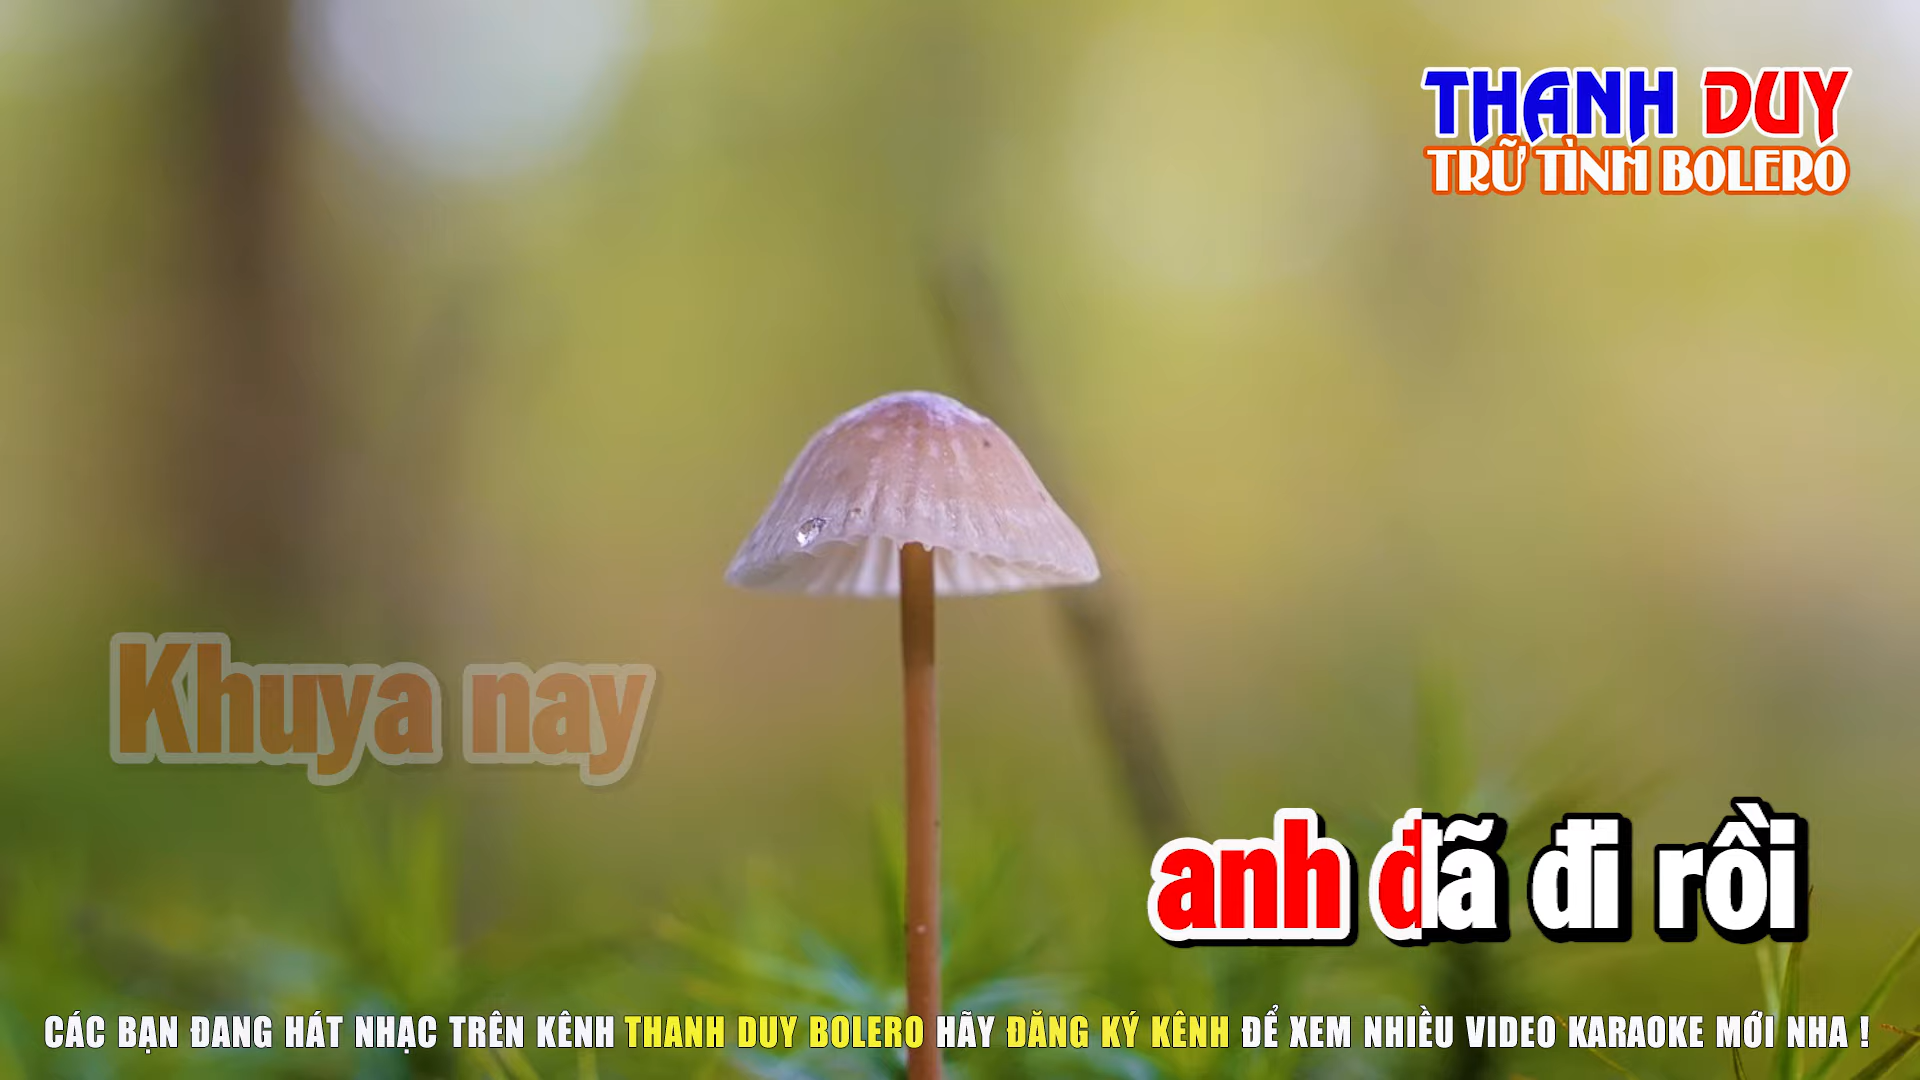 THANH DUY
TRỮ TÌNH BOLERO
Khuya nay
anh đã đi rồi
CÁC BẠN ĐANG HÁT NHẠC TRÊN KÊNH THANH DUY BOLERO HÃY ĐĂNG KÝ KÊNH ĐỂ XEM NHIỀU VIDEO KARAOKE MỚI NHA !